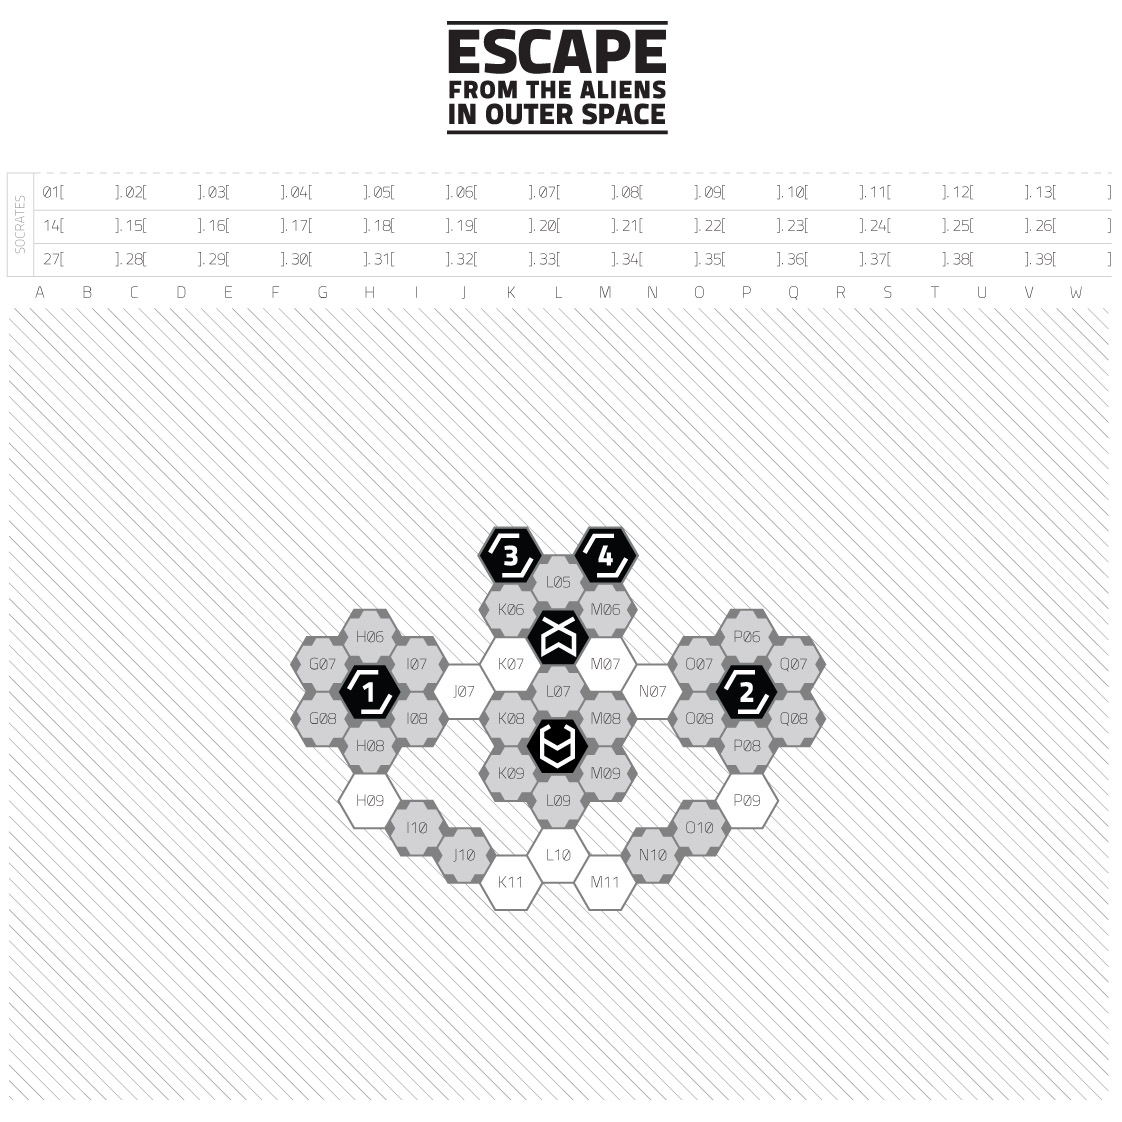 ESCAPE
FROM THE ALIENS
IN OUTER SPACE
SOCRATES
01[ ].02[ ].03[ ].04[ ].05[ ].06[ ].07[ ].08[ ].09[ ].10[ ].11[ ].12[ ].13[ ]
14[ ].15[ ].16[ ].17[ ].18[ ].19[ ].20[ ].21[ ].22[ ].23[ ].24[ ].25[ ].26[ ]
27[ ].28[ ].29[ ].30[ ].31[ ].32[ ].33[ ].34[ ].35[ ].36[ ].37[ ].38[ ].39[ ]
A B C D E F G H I J K L M N O P Q R S T U V W
3 4
L05
K06 M06
H06 P06
G07 I07 K07 M07 O07 Q07
1 J07 L07 N07 2
G08 I08 K08 M08 O08 Q08
H08 P08
K09 M09
H09 L09 P09
I10 O10
J10 L10 N10
K11 M11